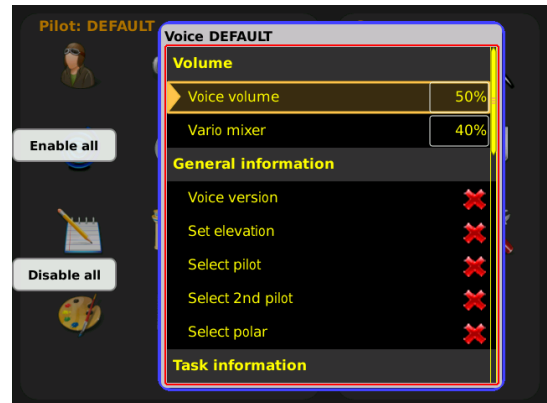 Pilot: DEFAULT
Voice DEFAULT
Volume
Voice volume 50%
Vario mixer 40%
Enable all
General information
Voice version
Set elevation
Select pilot
Disable all
Select 2nd pilot
Select polar
Task information